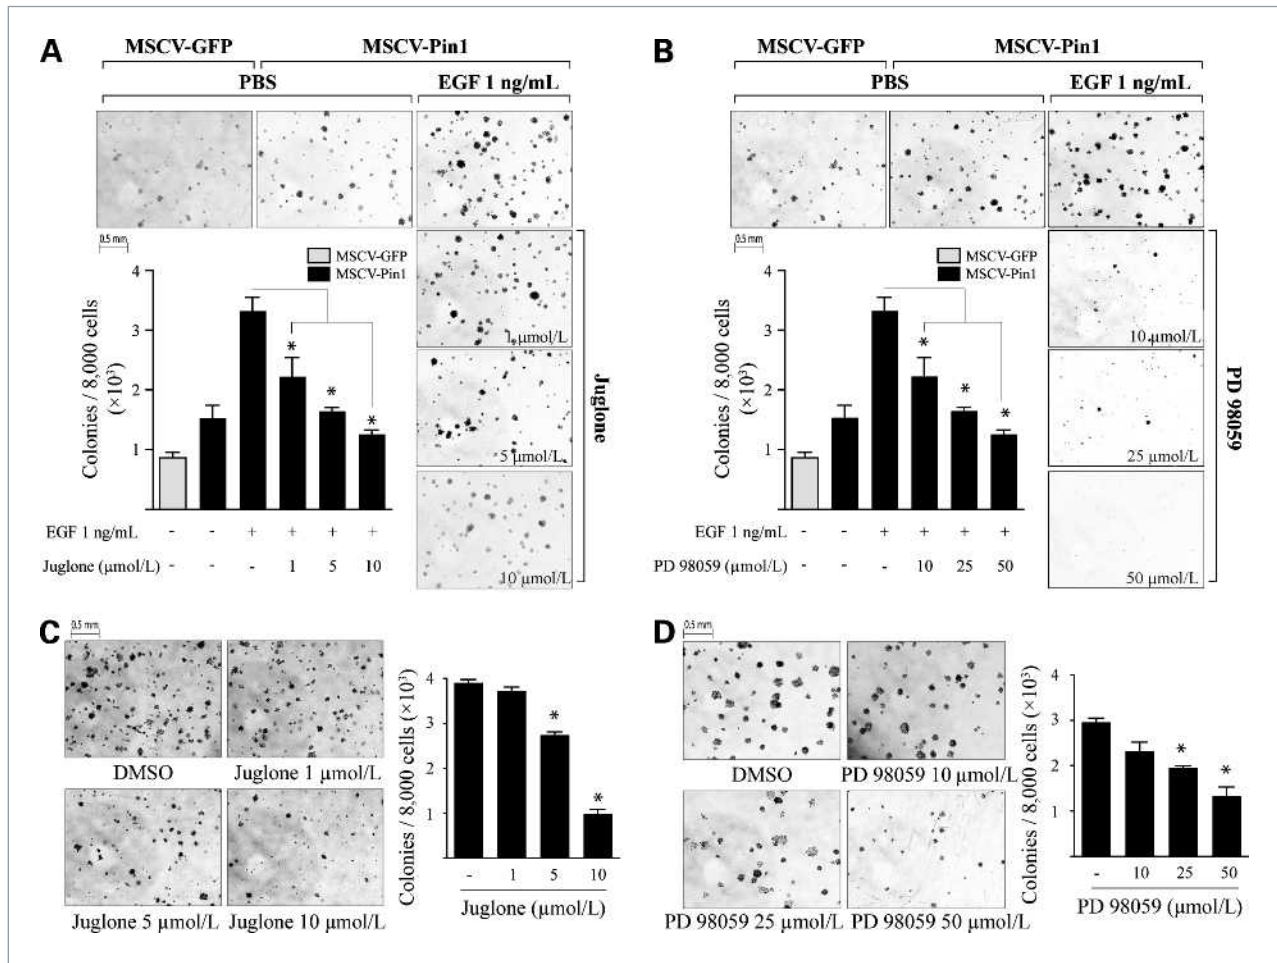 A
MSCV-GFP MSCV-Pin1
PBS EGF 1 ng/mL
0.5 mm
MSCV-GFP
MSCV-Pin1
Colonies / 8,000 cells
(×10³)
4
3
2
1
* * *
1 µmol/L
5 µmol/L
10 µmol/L
Juglone
EGF 1 ng/mL - - + + + +
Juglone (µmol/L) - - - 1 5 10
B
MSCV-GFP MSCV-Pin1
PBS EGF 1 ng/mL
0.5 mm
MSCV-GFP
MSCV-Pin1
Colonies / 8,000 cells
(×10³)
4
3
2
1
* * *
10 µmol/L
25 µmol/L
50 µmol/L
PD 98059
EGF 1 ng/mL - - + + + +
PD 98059 (µmol/L) - - - 10 25 50
C
0.5 mm
DMSO Juglone 1 µmol/L
Juglone 5 µmol/L Juglone 10 µmol/L
Colonies / 8,000 cells (×10³)
4
3
2
1
* *
- 1 5 10
Juglone (µmol/L)
D
0.5 mm
DMSO PD 98059 10 µmol/L
PD 98059 25 µmol/L PD 98059 50 µmol/L
Colonies / 8,000 cells (×10³)
4
3
2
1
* *
- 10 25 50
PD 98059 (µmol/L)